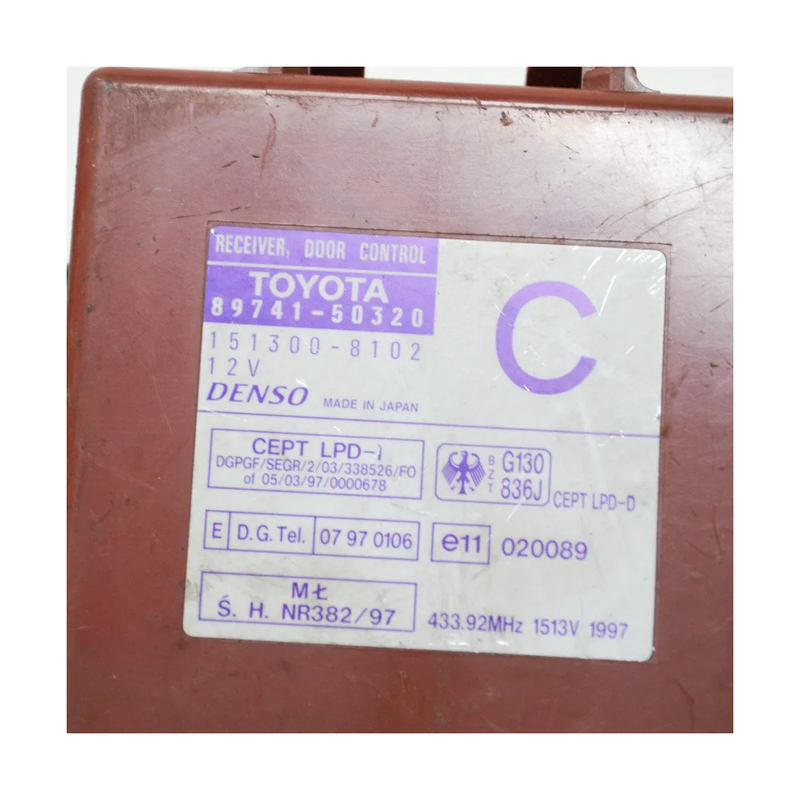 RECEIVER, DOOR CONTROL
TOYOTA
89741-50320
C
151300-8102
12V
DENSO MADE IN JAPAN
CEPT LPD-I
DGPGF/SEGR/2/03/338526/FO
of 05/03/97/0000678
BZT G130
836J CEPT LPD-D
E D.G.Tel. 07 97 0106
e11 020089
MŁ
Ś. H. NR382/97
433.92MHz 1513V 1997